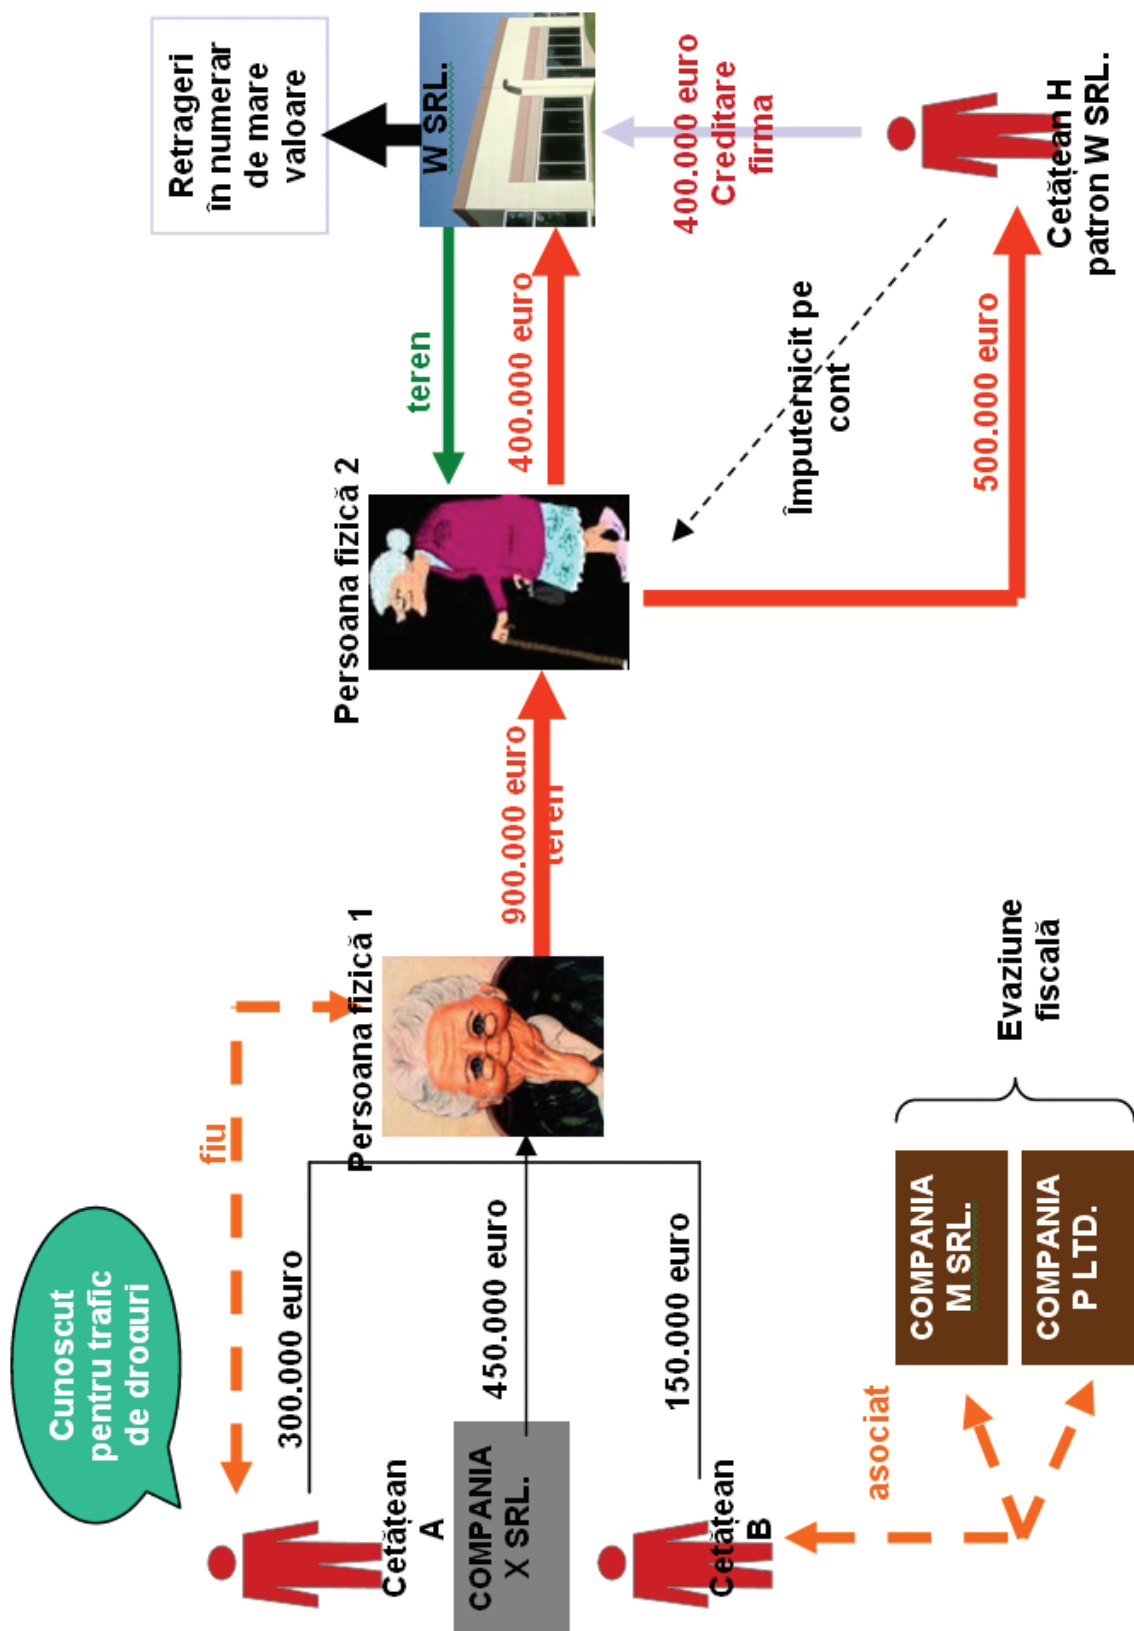 Cunoscut
pentru trafic
de droguri
fiu
300.000 euro
Cetățean
A
COMPANIA
X SRL.
450.000 euro
150.000 euro
Cetățean
B
asociat
COMPANIA
M SRL.
COMPANIA
P LTD.
Evaziune
fiscală
Persoana fizică 1
900.000 euro
teren
Persoana fizică 2
teren
400.000 euro
Împuternicit pe
cont
500.000 euro
Retrageri
în numerar
de mare
valoare
W SRL.
400.000 euro
Creditare
firma
Cetățean H
patron W SRL.